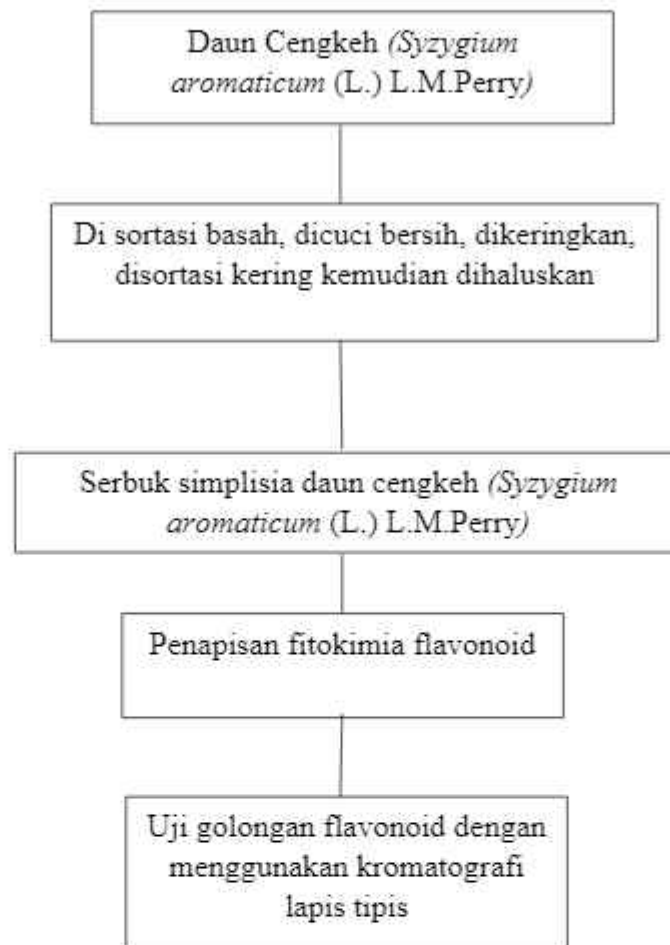 Daun Cengkeh (Syzygium
aromaticum (L.) L.M.Perry)
Di sortasi basah, dicuci bersih, dikeringkan,
disortasi kering kemudian dihaluskan
Serbuk simplisia daun cengkeh (Syzygium
aromaticum (L.) L.M.Perry)
Penapisan fitokimia flavonoid
Uji golongan flavonoid dengan
menggunakan kromatografi
lapis tipis